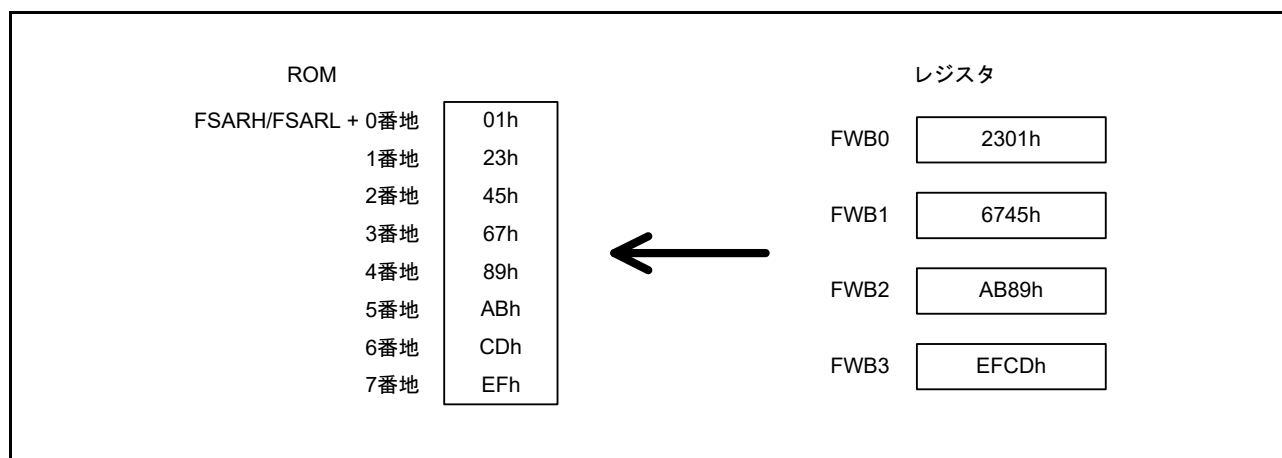 ROM
FSARH/FSARL + 0番地
01h
1番地
23h
2番地
45h
3番地
67h
4番地
89h
5番地
ABh
6番地
CDh
7番地
EFh
レジスタ
FWB0
2301h
FWB1
6745h
FWB2
AB89h
FWB3
EFCDh